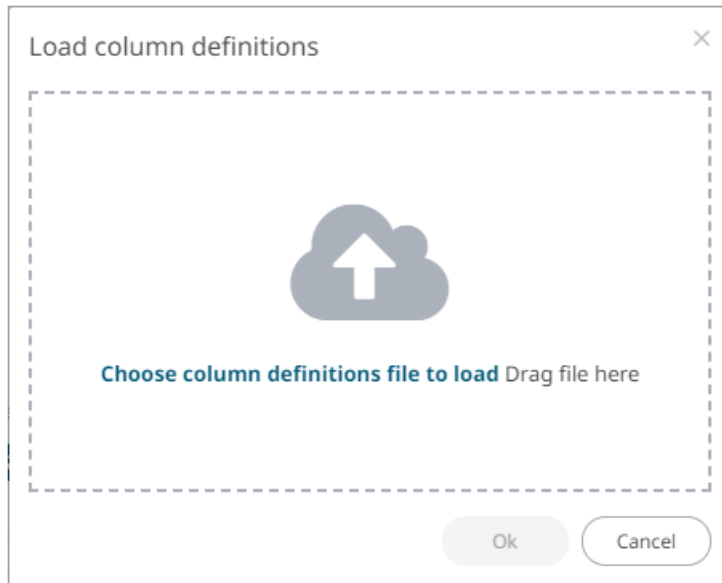 Load column definitions
Choose column definitions file to load Drag file here
Ok
Cancel